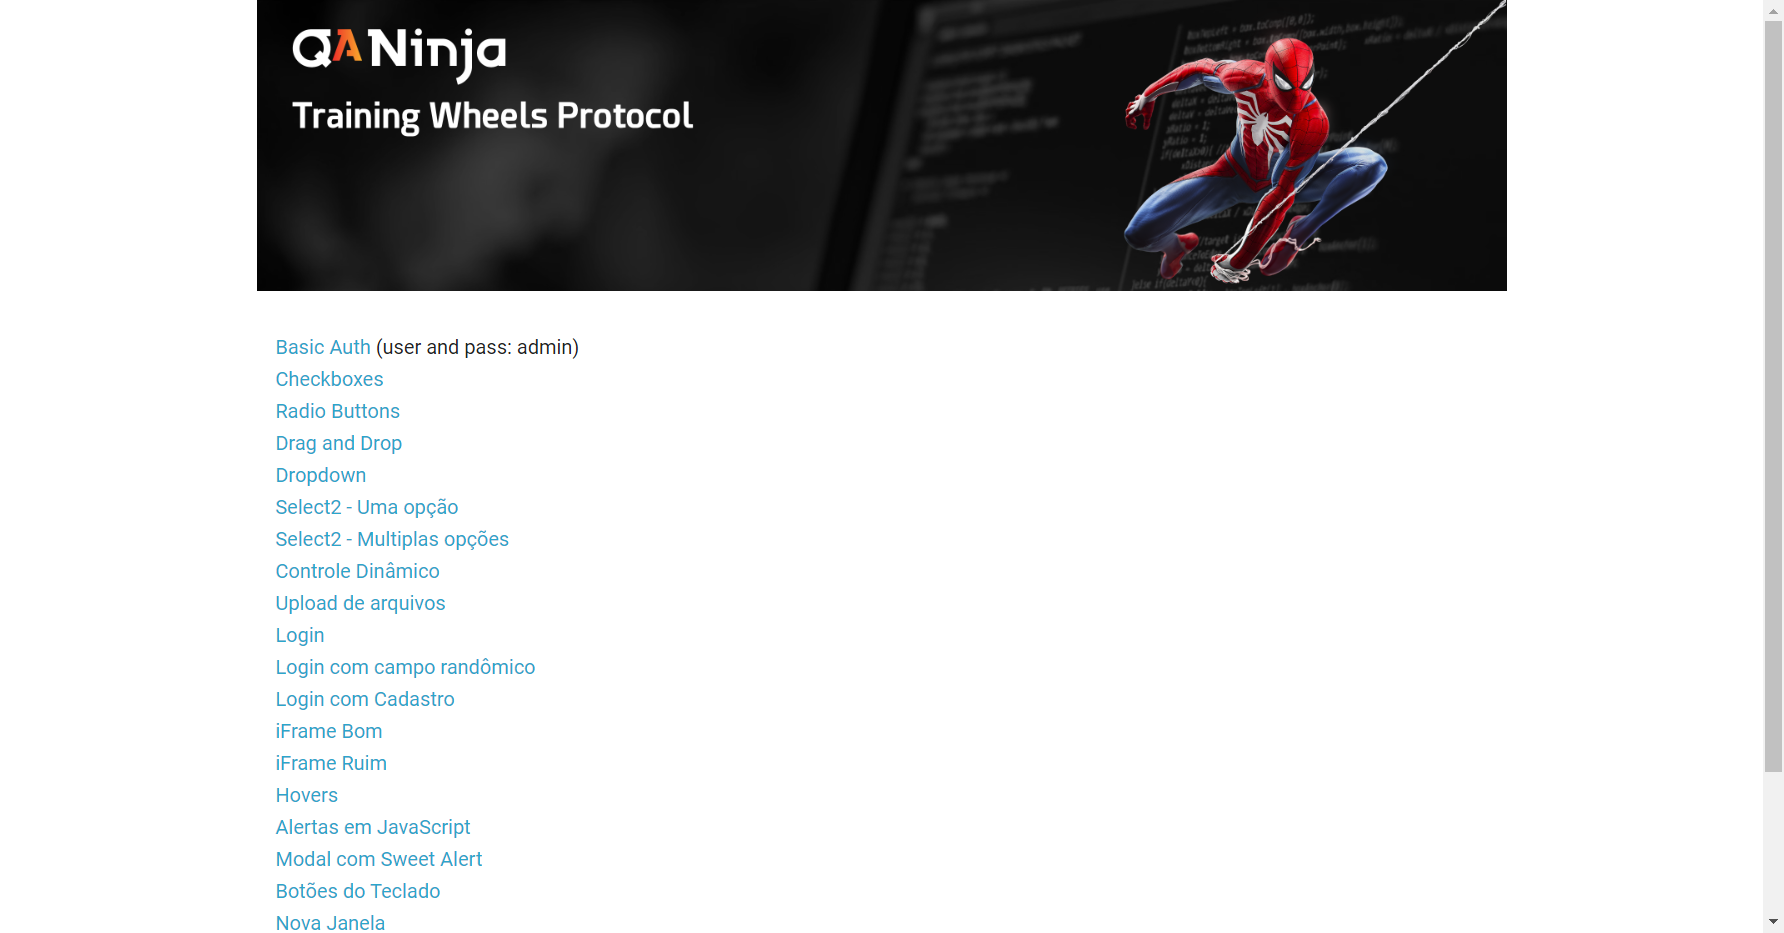 QANinja
Training Wheels Protocol
Basic Auth (user and pass: admin)
Checkboxes
Radio Buttons
Drag and Drop
Dropdown
Select2 - Uma opção
Select2 - Multiplas opções
Controle Dinâmico
Upload de arquivos
Login
Login com campo randômico
Login com Cadastro
iFrame Bom
iFrame Ruim
Hovers
Alertas em JavaScript
Modal com Sweet Alert
Botões do Teclado
Nova Janela